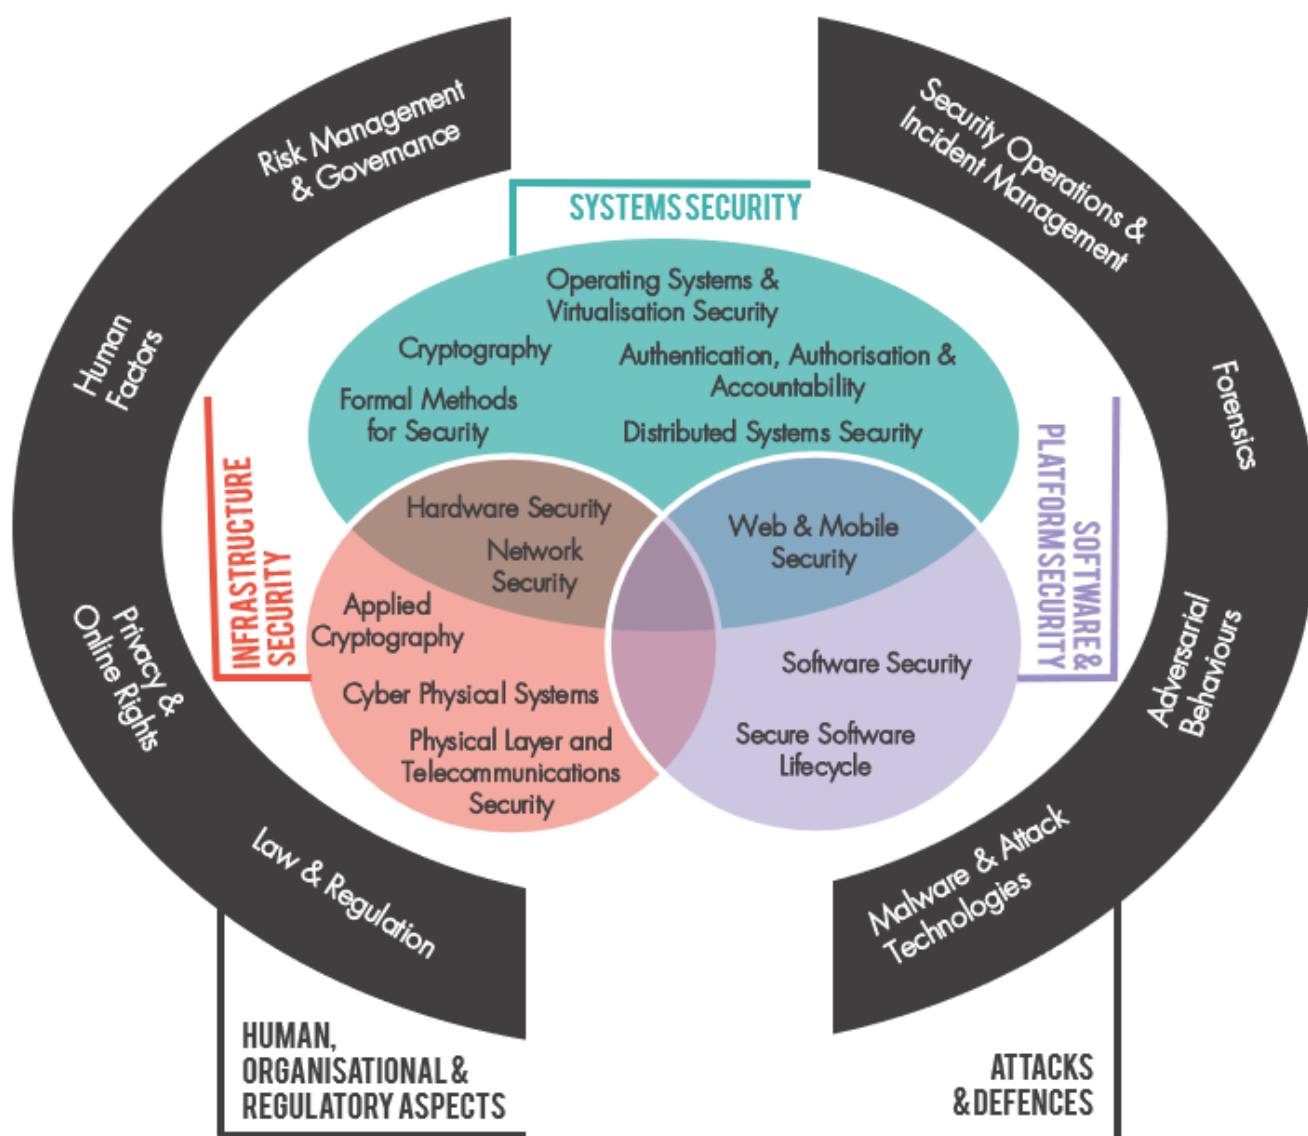 Risk Management
& Governance
Human
Factors
Privacy &
Online Rights
Law & Regulation
HUMAN,
ORGANISATIONAL &
REGULATORY ASPECTS
Security Operations &
Incident Management
Forensics
Adversarial
Behaviours
Malware & Attack
Technologies
ATTACKS
& DEFENCES
SYSTEMS SECURITY
Operating Systems &
Virtualisation Security
Cryptography
Authentication, Authorisation &
Accountability
Formal Methods
for Security
Distributed Systems Security
INFRASTRUCTURE
SECURITY
Hardware Security
Network
Security
Applied
Cryptography
Cyber Physical Systems
Physical Layer and
Telecommunications
Security
SOFTWARE &
PLATFORM SECURITY
Web & Mobile
Security
Software Security
Secure Software
Lifecycle